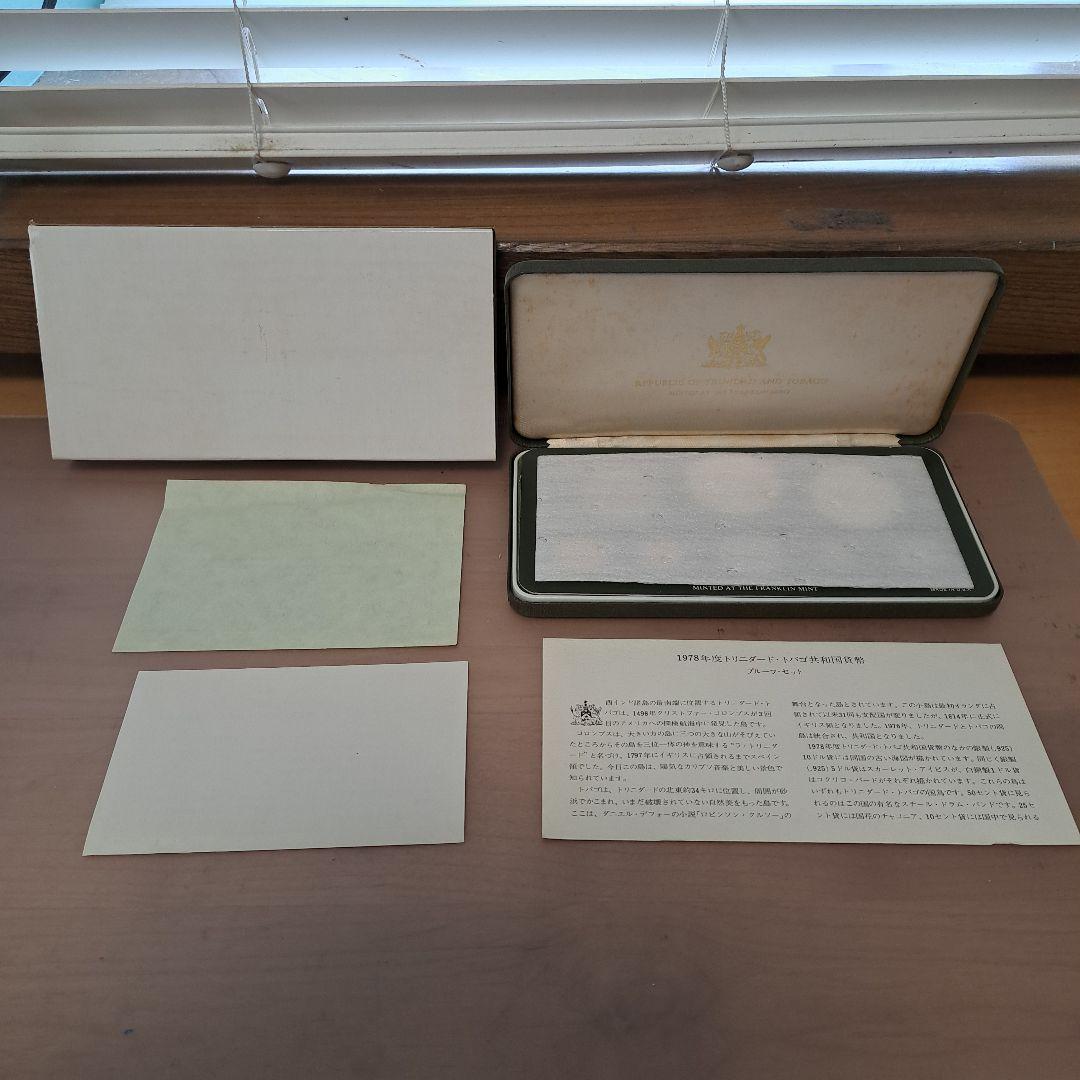 REPUBLIC OF TRINIDAD AND TOBAGO
MINTED AT THE FRANKLIN MINT
MINTED AT THE FRANKLIN MINT
MADE IN U.S.A.
1978年度トリニダード・トバゴ共和国貨幣
プルーフ・セット
西インド諸島の最南端に位置するトリニダード・ト
バゴは、1498年クリストファー・コロンブスが3回
目のアメリカへの探検航海中に発見した島です。
コロンブスは、大きい方の島に三つの大きな山がそびえてい
たところからその島を三位一体の神を意味する“ラ・トリニダ
ード”と名づけ、1797年にイギリスに占領されるまでスペイン
領でした。今日この島は、陽気なカリプソ音楽と美しい景色で
知られています。
トバゴは、トリニダードの北東約34キロに位置し、周囲が砂
浜でかこまれ、いまだ破壊されていない自然美をもった島です。
ここは、ダニエル・デフォーの小説「ロビンソン・クルソー」の
舞台となった島とされています。この小島は最初オランダに占
領されて以来31回も支配国が変りましたが、1814年に正式に
イギリス領となりました。1976年、トリニダードとトバゴの両
島は統合され、共和国となりました。
1978年度トリニダード・トバゴ共和国貨幣のなかの銀製(.925)
10ドル貨には同国の古い海図が描かれています。同じく銀製
(.925)5ドル貨はスカーレット・アイビスが、白銅製1ドル貨
はコクリコ・バードがそれぞれ描かれています。これらの鳥は
いずれもトリニダード・トバゴの国鳥です。50セント貨に見ら
れるのはこの国の有名なスチール・ドラム・バンドです。25セ
ント貨には国花のチャコニア、10セント貨には国中で見られる